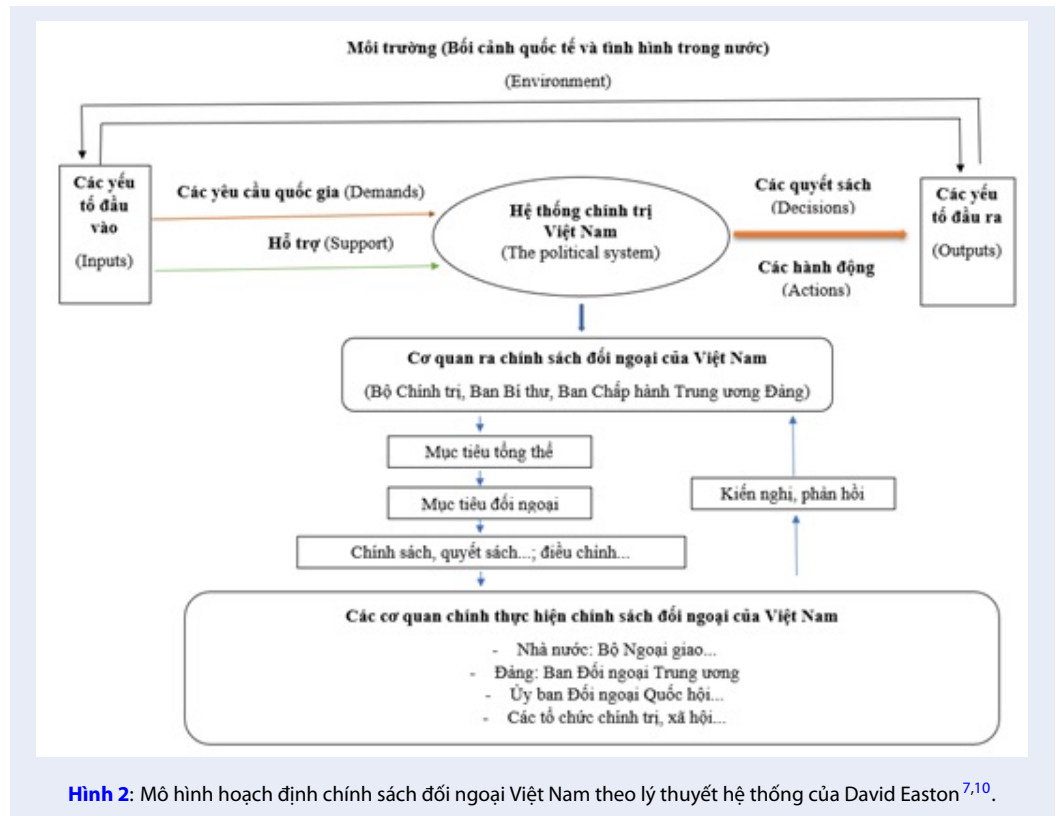 Môi trường (Bối cảnh quốc tế và tình hình trong nước)
(Environment)
Các yếu
tố đầu
vào
(Inputs)
Các yêu cầu quốc gia (Demands)
Hỗ trợ (Support)
Hệ thống chính trị
Việt Nam
(The political system)
Các quyết sách
(Decisions)
Các hành động
(Actions)
Các yếu
tố đầu ra
(Outputs)
Cơ quan ra chính sách đối ngoại của Việt Nam
(Bộ Chính trị, Ban Bí thư, Ban Chấp hành Trung ương Đảng)
Mục tiêu tổng thể
Mục tiêu đối ngoại
Chính sách, quyết sách...; điều chỉnh...
Kiến nghị, phản hồi
Các cơ quan chính thực hiện chính sách đối ngoại của Việt Nam
- Nhà nước: Bộ Ngoại giao...
- Đảng: Ban Đối ngoại Trung ương
- Ủy ban Đối ngoại Quốc hội...
- Các tổ chức chính trị, xã hội...
Hình 2: Mô hình hoạch định chính sách đối ngoại Việt Nam theo lý thuyết hệ thống của David Easton 7,10.